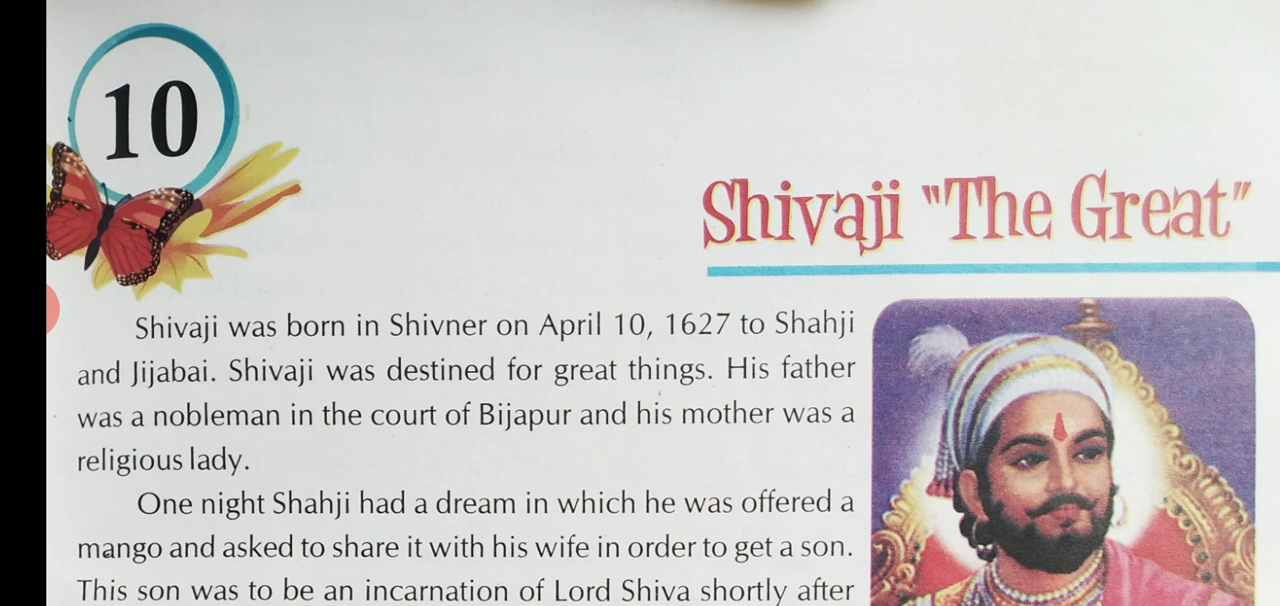 10
Shivaji "The Great"
Shivaji was born in Shivner on April 10, 1627 to Shahji
and Jijabai. Shivaji was destined for great things. His father
was a nobleman in the court of Bijapur and his mother was a
religious lady.
One night Shahji had a dream in which he was offered a
mango and asked to share it with his wife in order to get a son.
This son was to be an incarnation of Lord Shiva shortly after